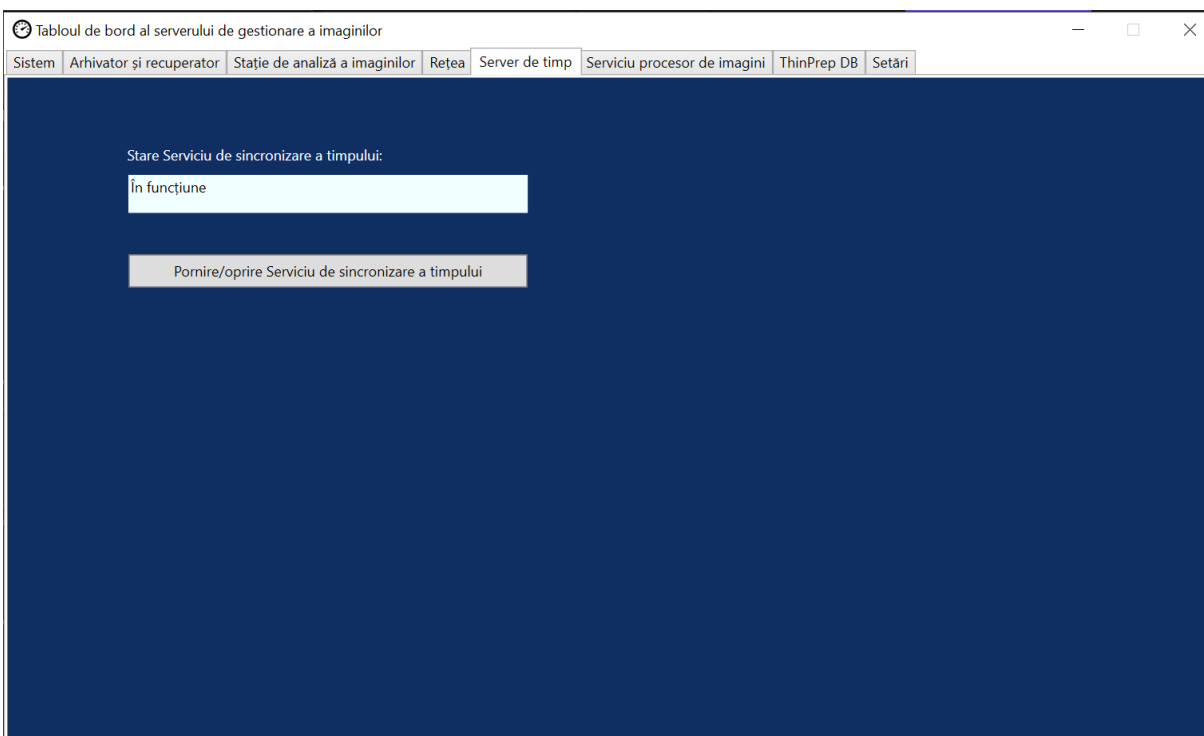 Tabloul de bord al serverului de gestionare a imaginilor
Sistem Arhivator și recuperator Stație de analiză a imaginilor Rețea Server de timp Serviciu procesor de imagini ThinPrep DB Setări
Stare Serviciu de sincronizare a timpului:
În funcțiune
Pornire/oprire Serviciu de sincronizare a timpului